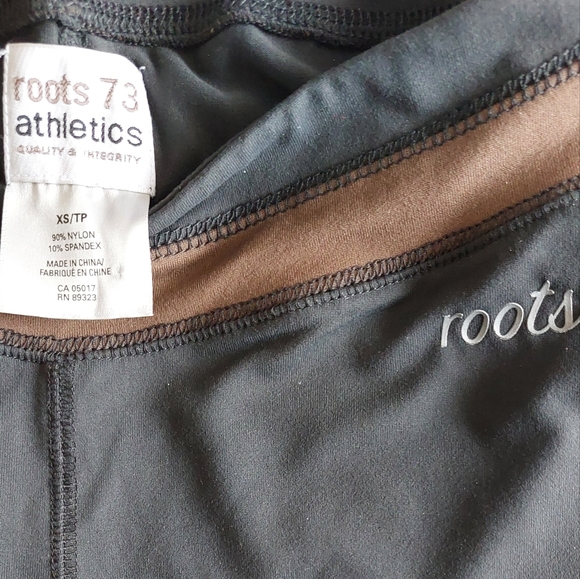 roots 73
athletics
QUALITY & INTEGRITY
XS/TP
90% NYLON
10% SPANDEX
MADE IN CHINA/
FABRIQUÉ EN CHINE
CA 05017
RN 89323
roots